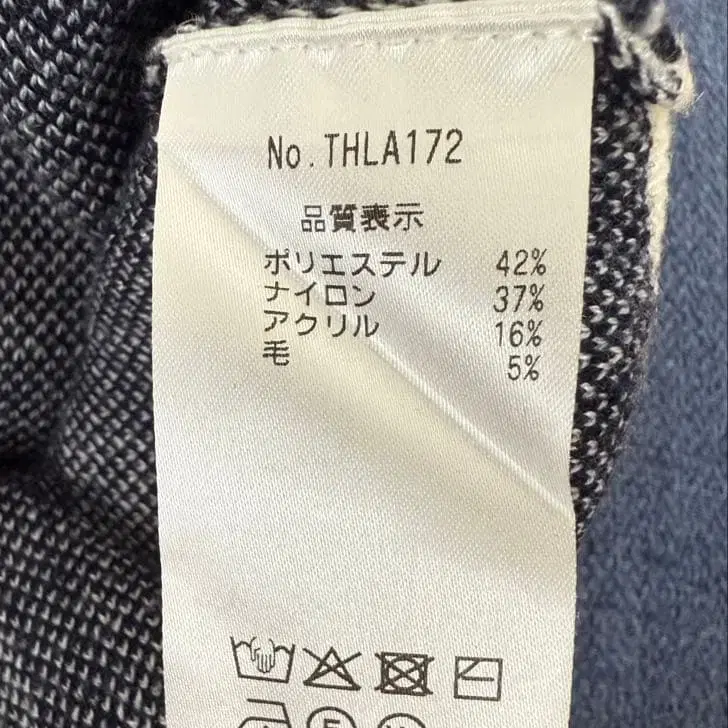 No.THLA172
品質表示
ポリエステル 42%
ナイロン 37%
アクリル 16%
毛 5%